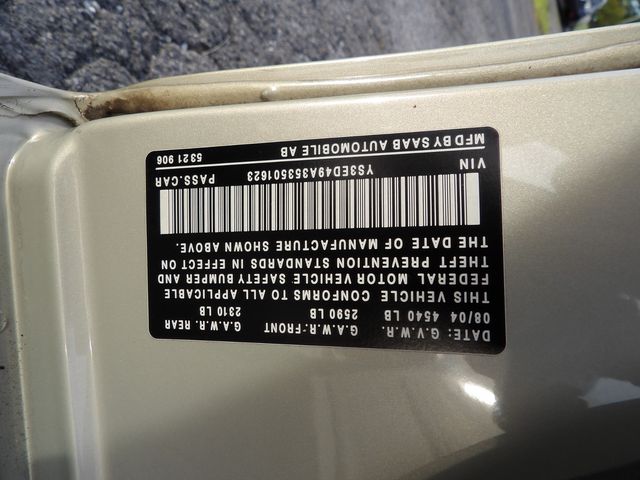 MFD BY SAAB AUTOMOBILE AB 5321 906
VIN YS3ED49A353501623 PASS.CAR
THE DATE OF MANUFACTURE SHOWN ABOVE.
THEFT PREVENTION STANDARDS IN EFFECT ON
FEDERAL MOTOR VEHICLE SAFETY BUMPER AND
THIS VEHICLE CONFORMS TO ALL APPLICABLE
08/04 4540 LB 2590 LB 2310 LB
DATE: G.V.W.R. G.A.W.R.-FRONT G.A.W.R. REAR